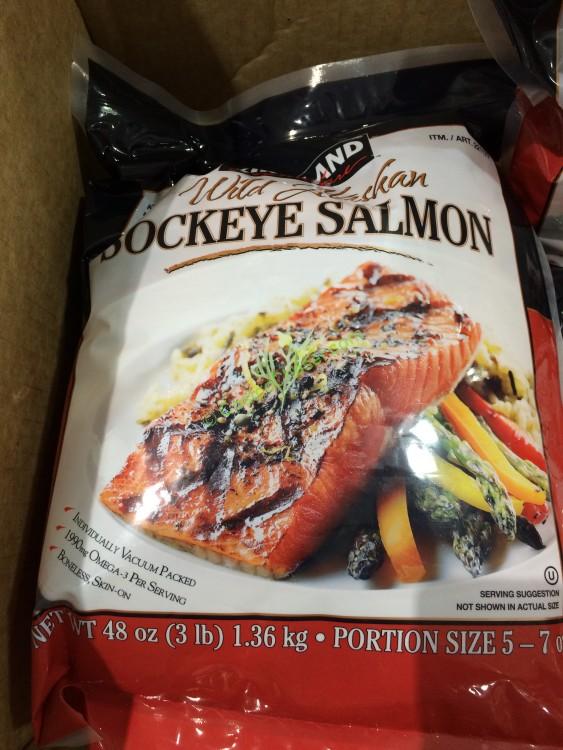 ITM. / ART.
Wild Alaskan
SOCKEYE SALMON
INDIVIDUALLY VACUUM PACKED
1990mg OMEGA-3 PER SERVING
BONELESS, SKIN-ON
U
SERVING SUGGESTION
NOT SHOWN IN ACTUAL SIZE
NET WT 48 oz (3 lb) 1.36 kg • PORTION SIZE 5 – 7 o